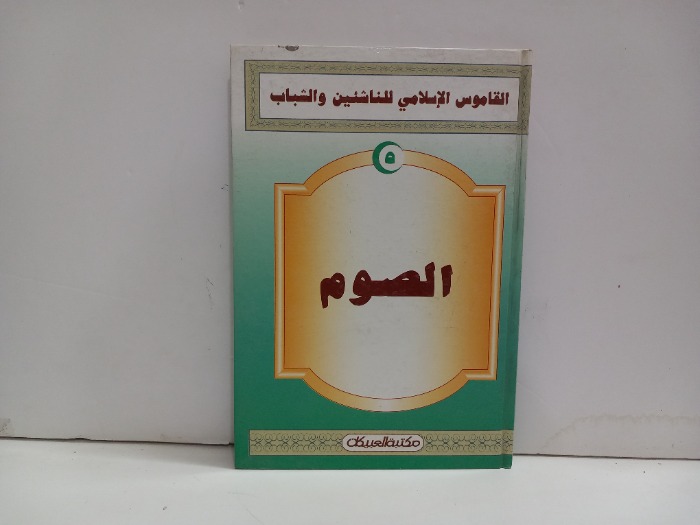 القاموس الإسلامي للناشئين والشباب
٥
الصوم
مكتبة العبيكان